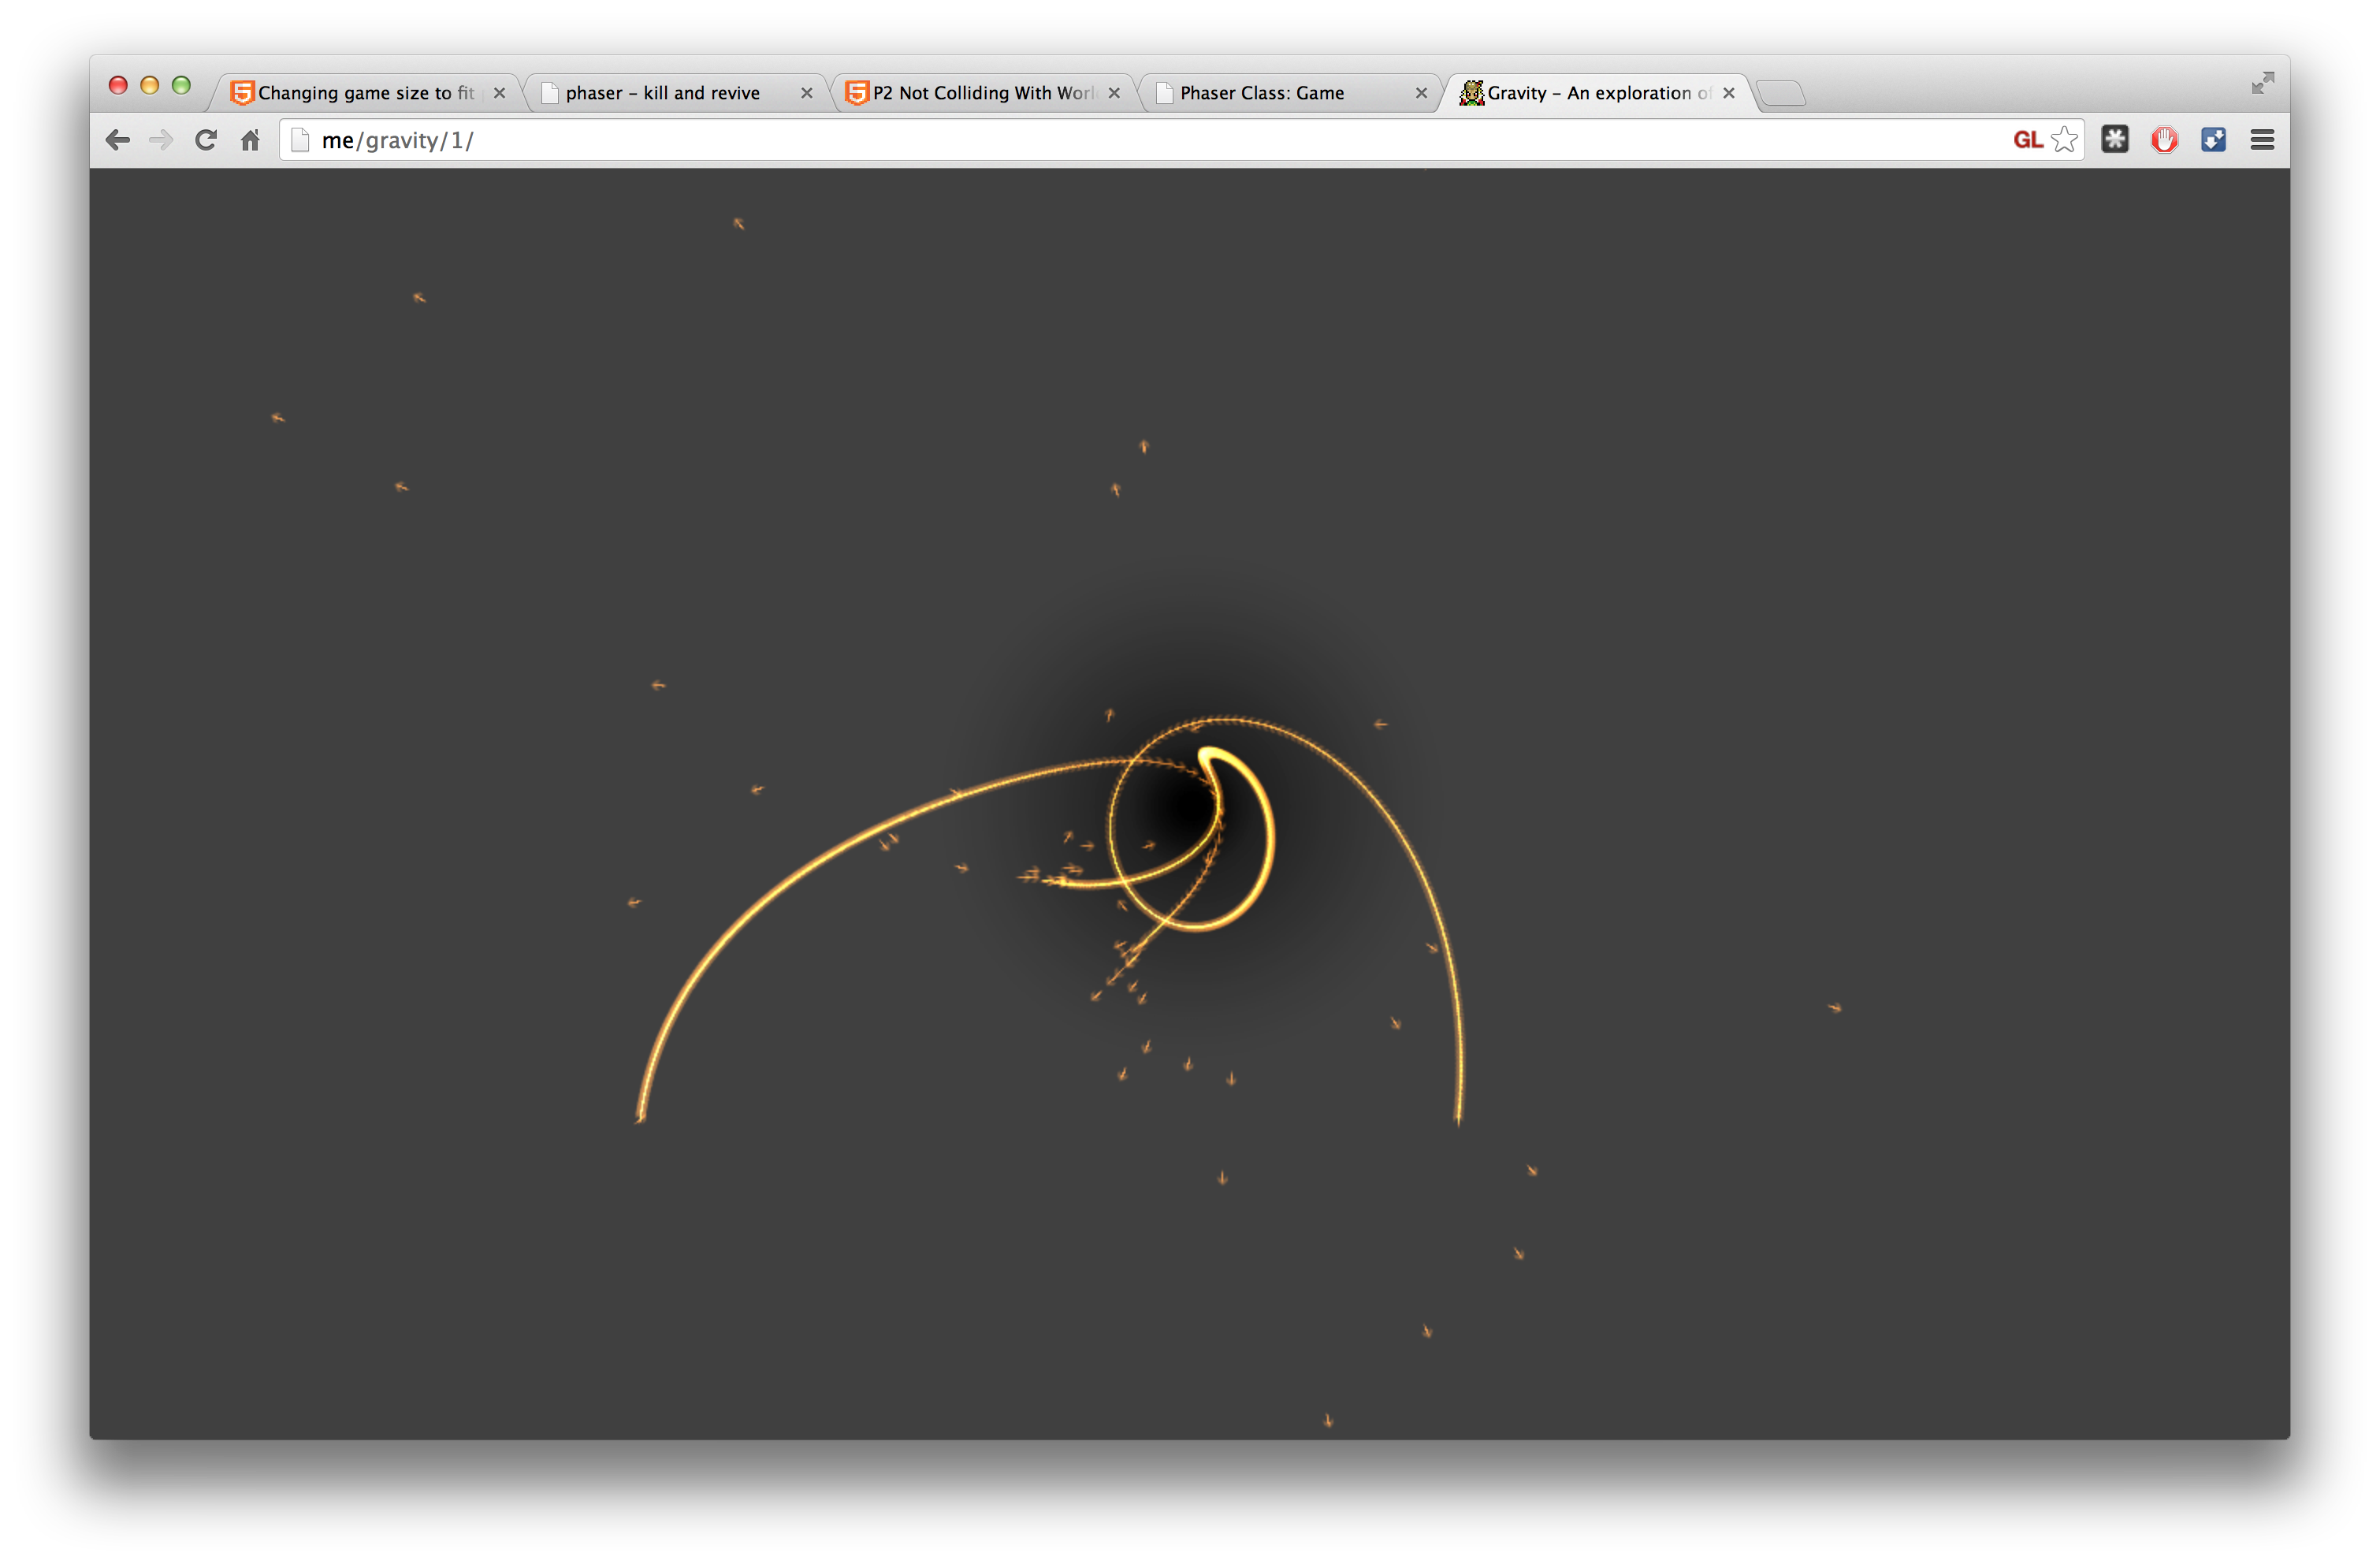 Changing game size to fit
phaser – kill and revive
P2 Not Colliding With Worl
Phaser Class: Game
Gravity – An exploration of
me/gravity/1/
GL